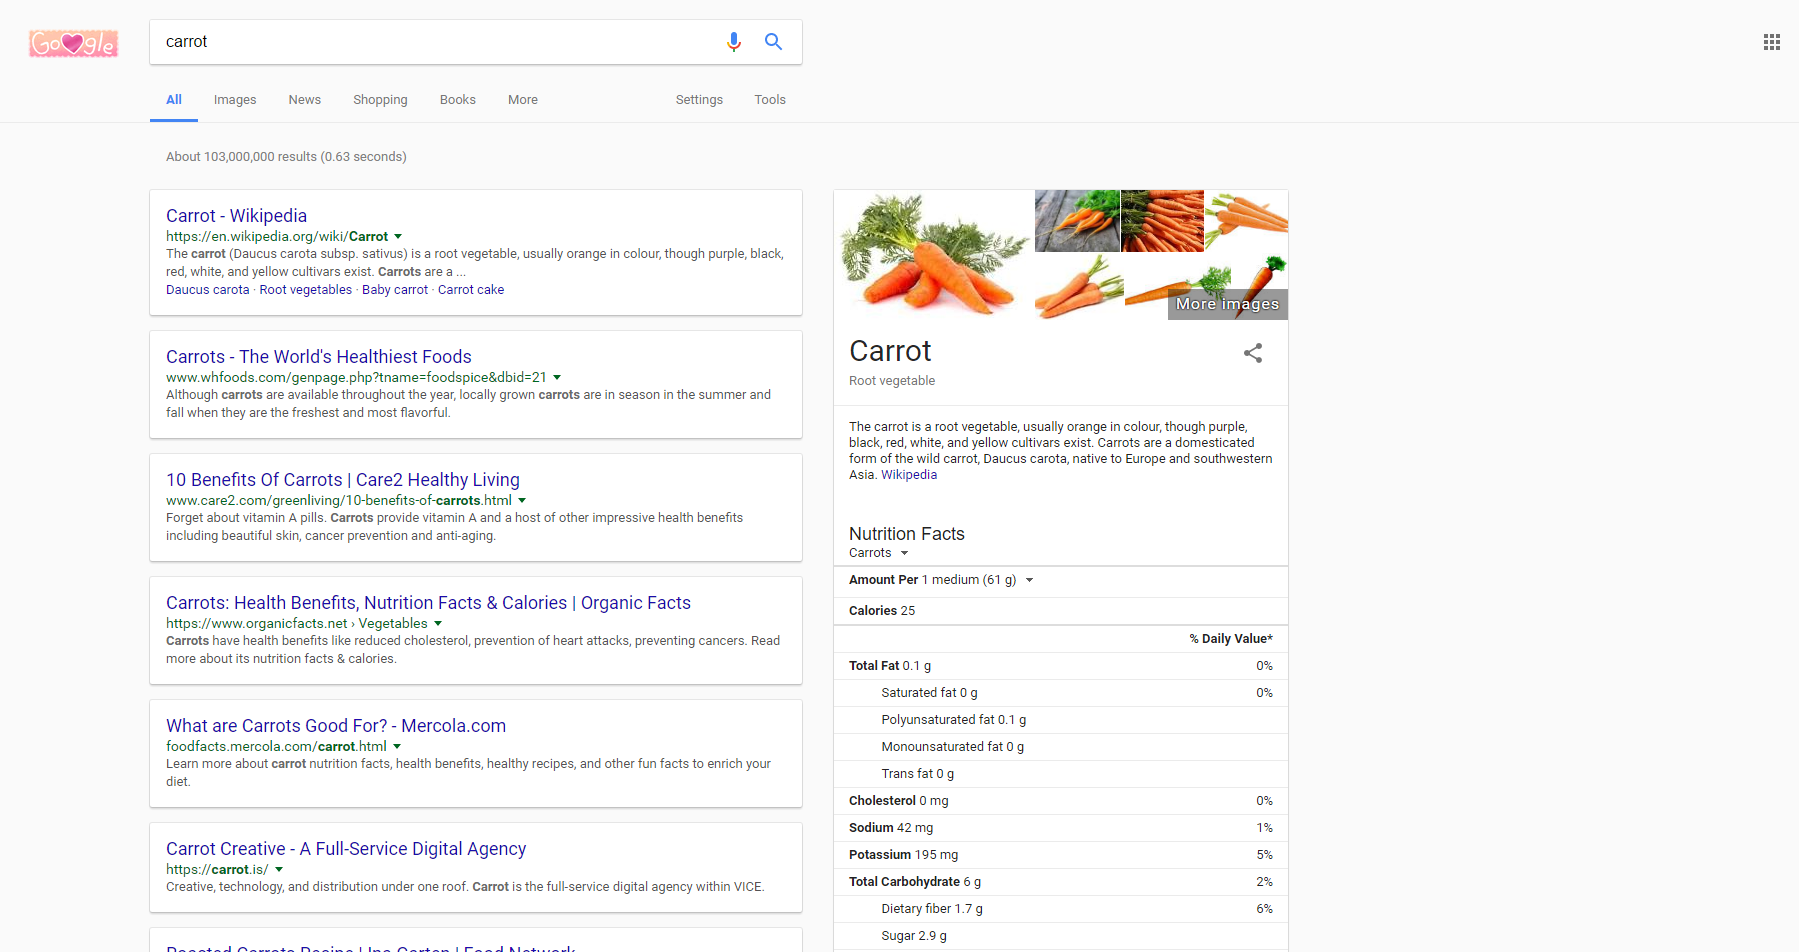 Google
carrot
All Images News Shopping Books More Settings Tools
About 103,000,000 results (0.63 seconds)
Carrot - Wikipedia
https://en.wikipedia.org/wiki/Carrot
The carrot (Daucus carota subsp. sativus) is a root vegetable, usually orange in colour, though purple, black,
red, white, and yellow cultivars exist. Carrots are a ...
Daucus carota · Root vegetables · Baby carrot · Carrot cake
Carrots - The World's Healthiest Foods
www.whfoods.com/genpage.php?tname=foodspice&dbid=21
Although carrots are available throughout the year, locally grown carrots are in season in the summer and
fall when they are the freshest and most flavorful.
10 Benefits Of Carrots | Care2 Healthy Living
www.care2.com/greenliving/10-benefits-of-carrots.html
Forget about vitamin A pills. Carrots provide vitamin A and a host of other impressive health benefits
including beautiful skin, cancer prevention and anti-aging.
Carrots: Health Benefits, Nutrition Facts & Calories | Organic Facts
https://www.organicfacts.net › Vegetables
Carrots have health benefits like reduced cholesterol, prevention of heart attacks, preventing cancers. Read
more about its nutrition facts & calories.
What are Carrots Good For? - Mercola.com
foodfacts.mercola.com/carrot.html
Learn more about carrot nutrition facts, health benefits, healthy recipes, and other fun facts to enrich your
diet.
Carrot Creative - A Full-Service Digital Agency
https://carrot.is/
Creative, technology, and distribution under one roof. Carrot is the full-service digital agency within VICE.
Roasted Carrots Recipe | Ina Garten | Food Network
More images
Carrot
Root vegetable
The carrot is a root vegetable, usually orange in colour, though purple,
black, red, white, and yellow cultivars exist. Carrots are a domesticated
form of the wild carrot, Daucus carota, native to Europe and southwestern
Asia. Wikipedia
Nutrition Facts
Carrots
Amount Per 1 medium (61 g)
Calories 25
% Daily Value*
Total Fat 0.1 g 0%
Saturated fat 0 g 0%
Polyunsaturated fat 0.1 g
Monounsaturated fat 0 g
Trans fat 0 g
Cholesterol 0 mg 0%
Sodium 42 mg 1%
Potassium 195 mg 5%
Total Carbohydrate 6 g 2%
Dietary fiber 1.7 g 6%
Sugar 2.9 g